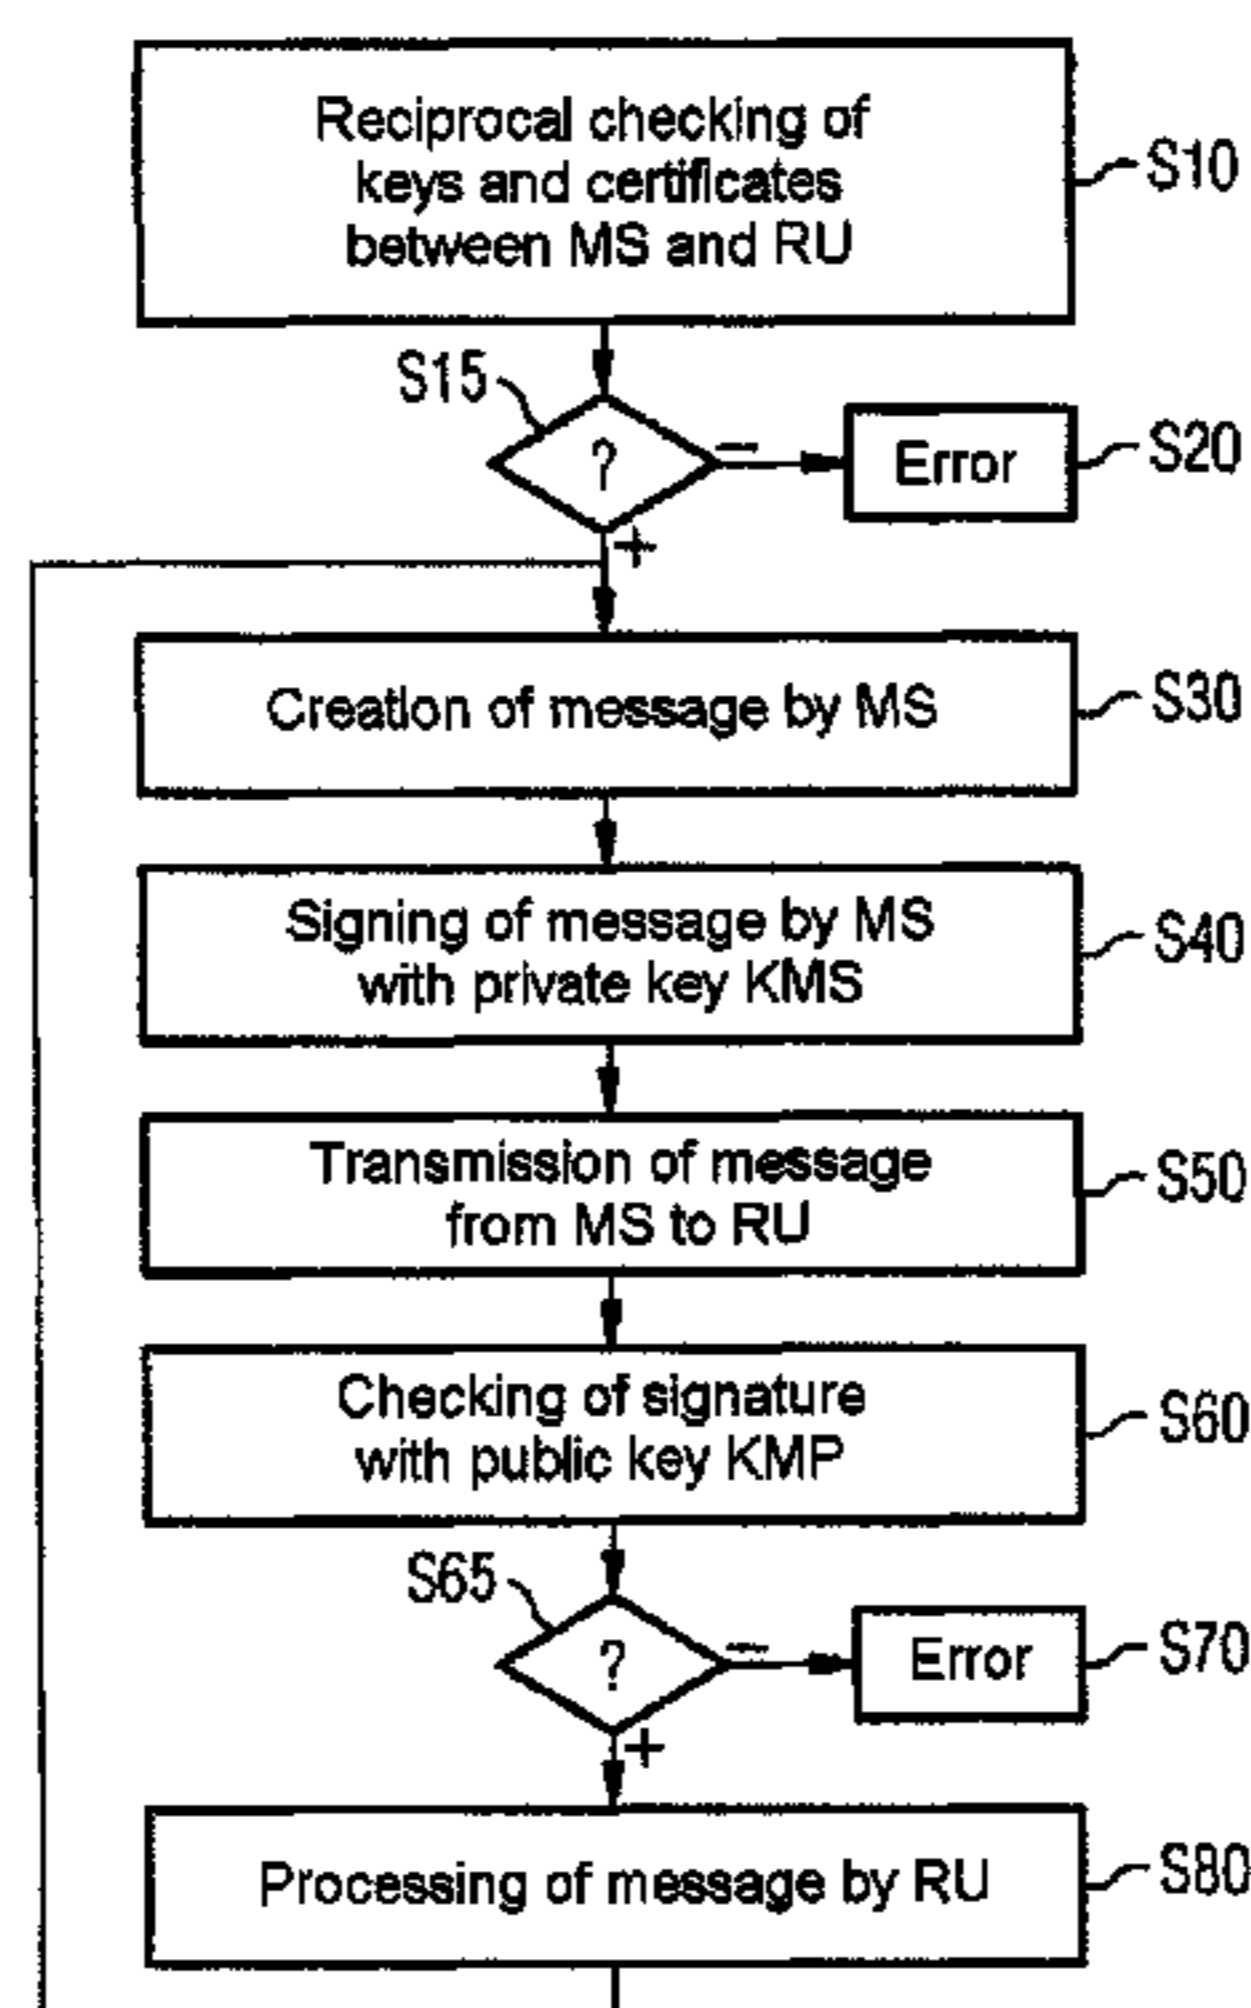 Reciprocal checking of
keys and certificates
between MS and RU
S10
S15
?
–
Error
S20
+
Creation of message by MS
S30
Signing of message by MS
with private key KMS
S40
Transmission of message
from MS to RU
S50
Checking of signature
with public key KMP
S60
S65
?
–
Error
S70
+
Processing of message by RU
S80